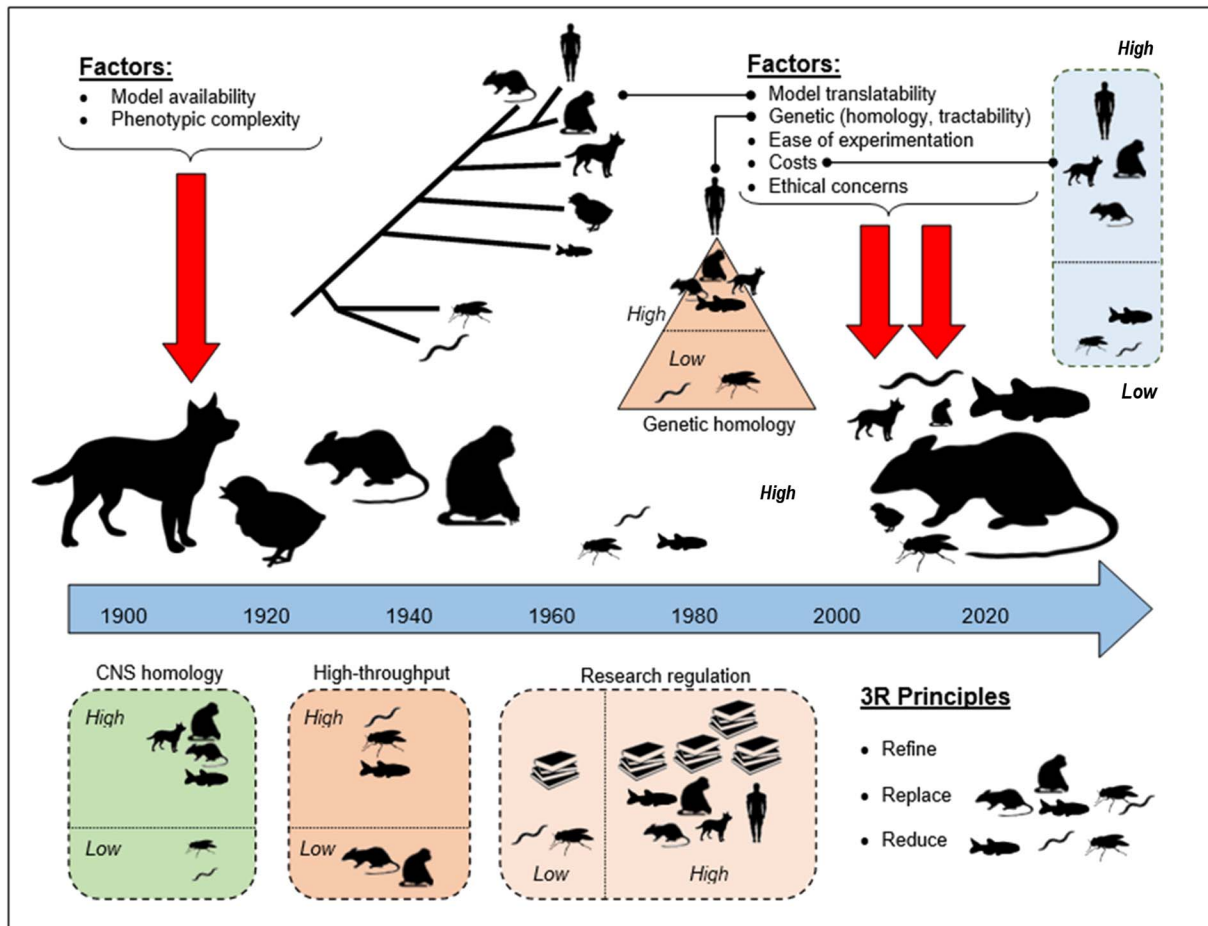 Factors:
• Model availability
• Phenotypic complexity
Factors:
• Model translatability
• Genetic (homology, tractability)
• Ease of experimentation
• Costs
• Ethical concerns
High
Low
High
Low
Genetic homology
High
1900 1920 1940 1960 1980 2000 2020
CNS homology
High
Low
High-throughput
High
Low
Research regulation
Low
High
3R Principles
• Refine
• Replace
• Reduce